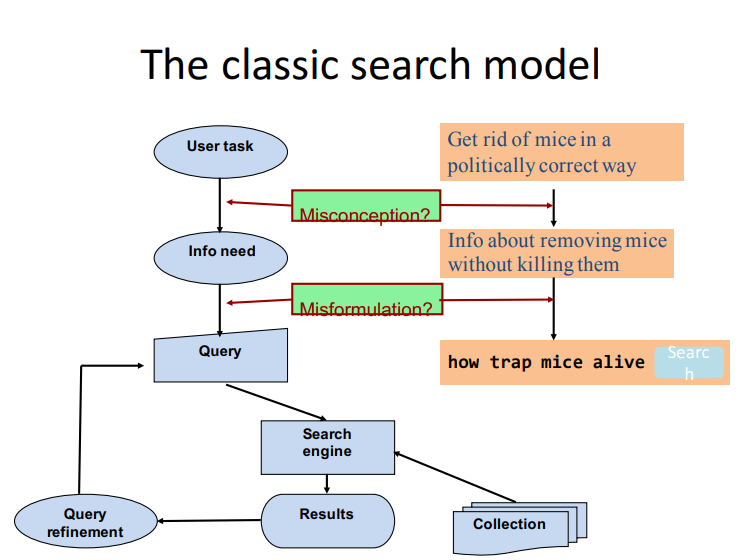 The classic search model
User task
Get rid of mice in a
politically correct way
Misconception?
Info need
Info about removing mice
without killing them
Misformulation?
Query
how trap mice alive
Searc
h
Search
engine
Query
refinement
Results
Collection